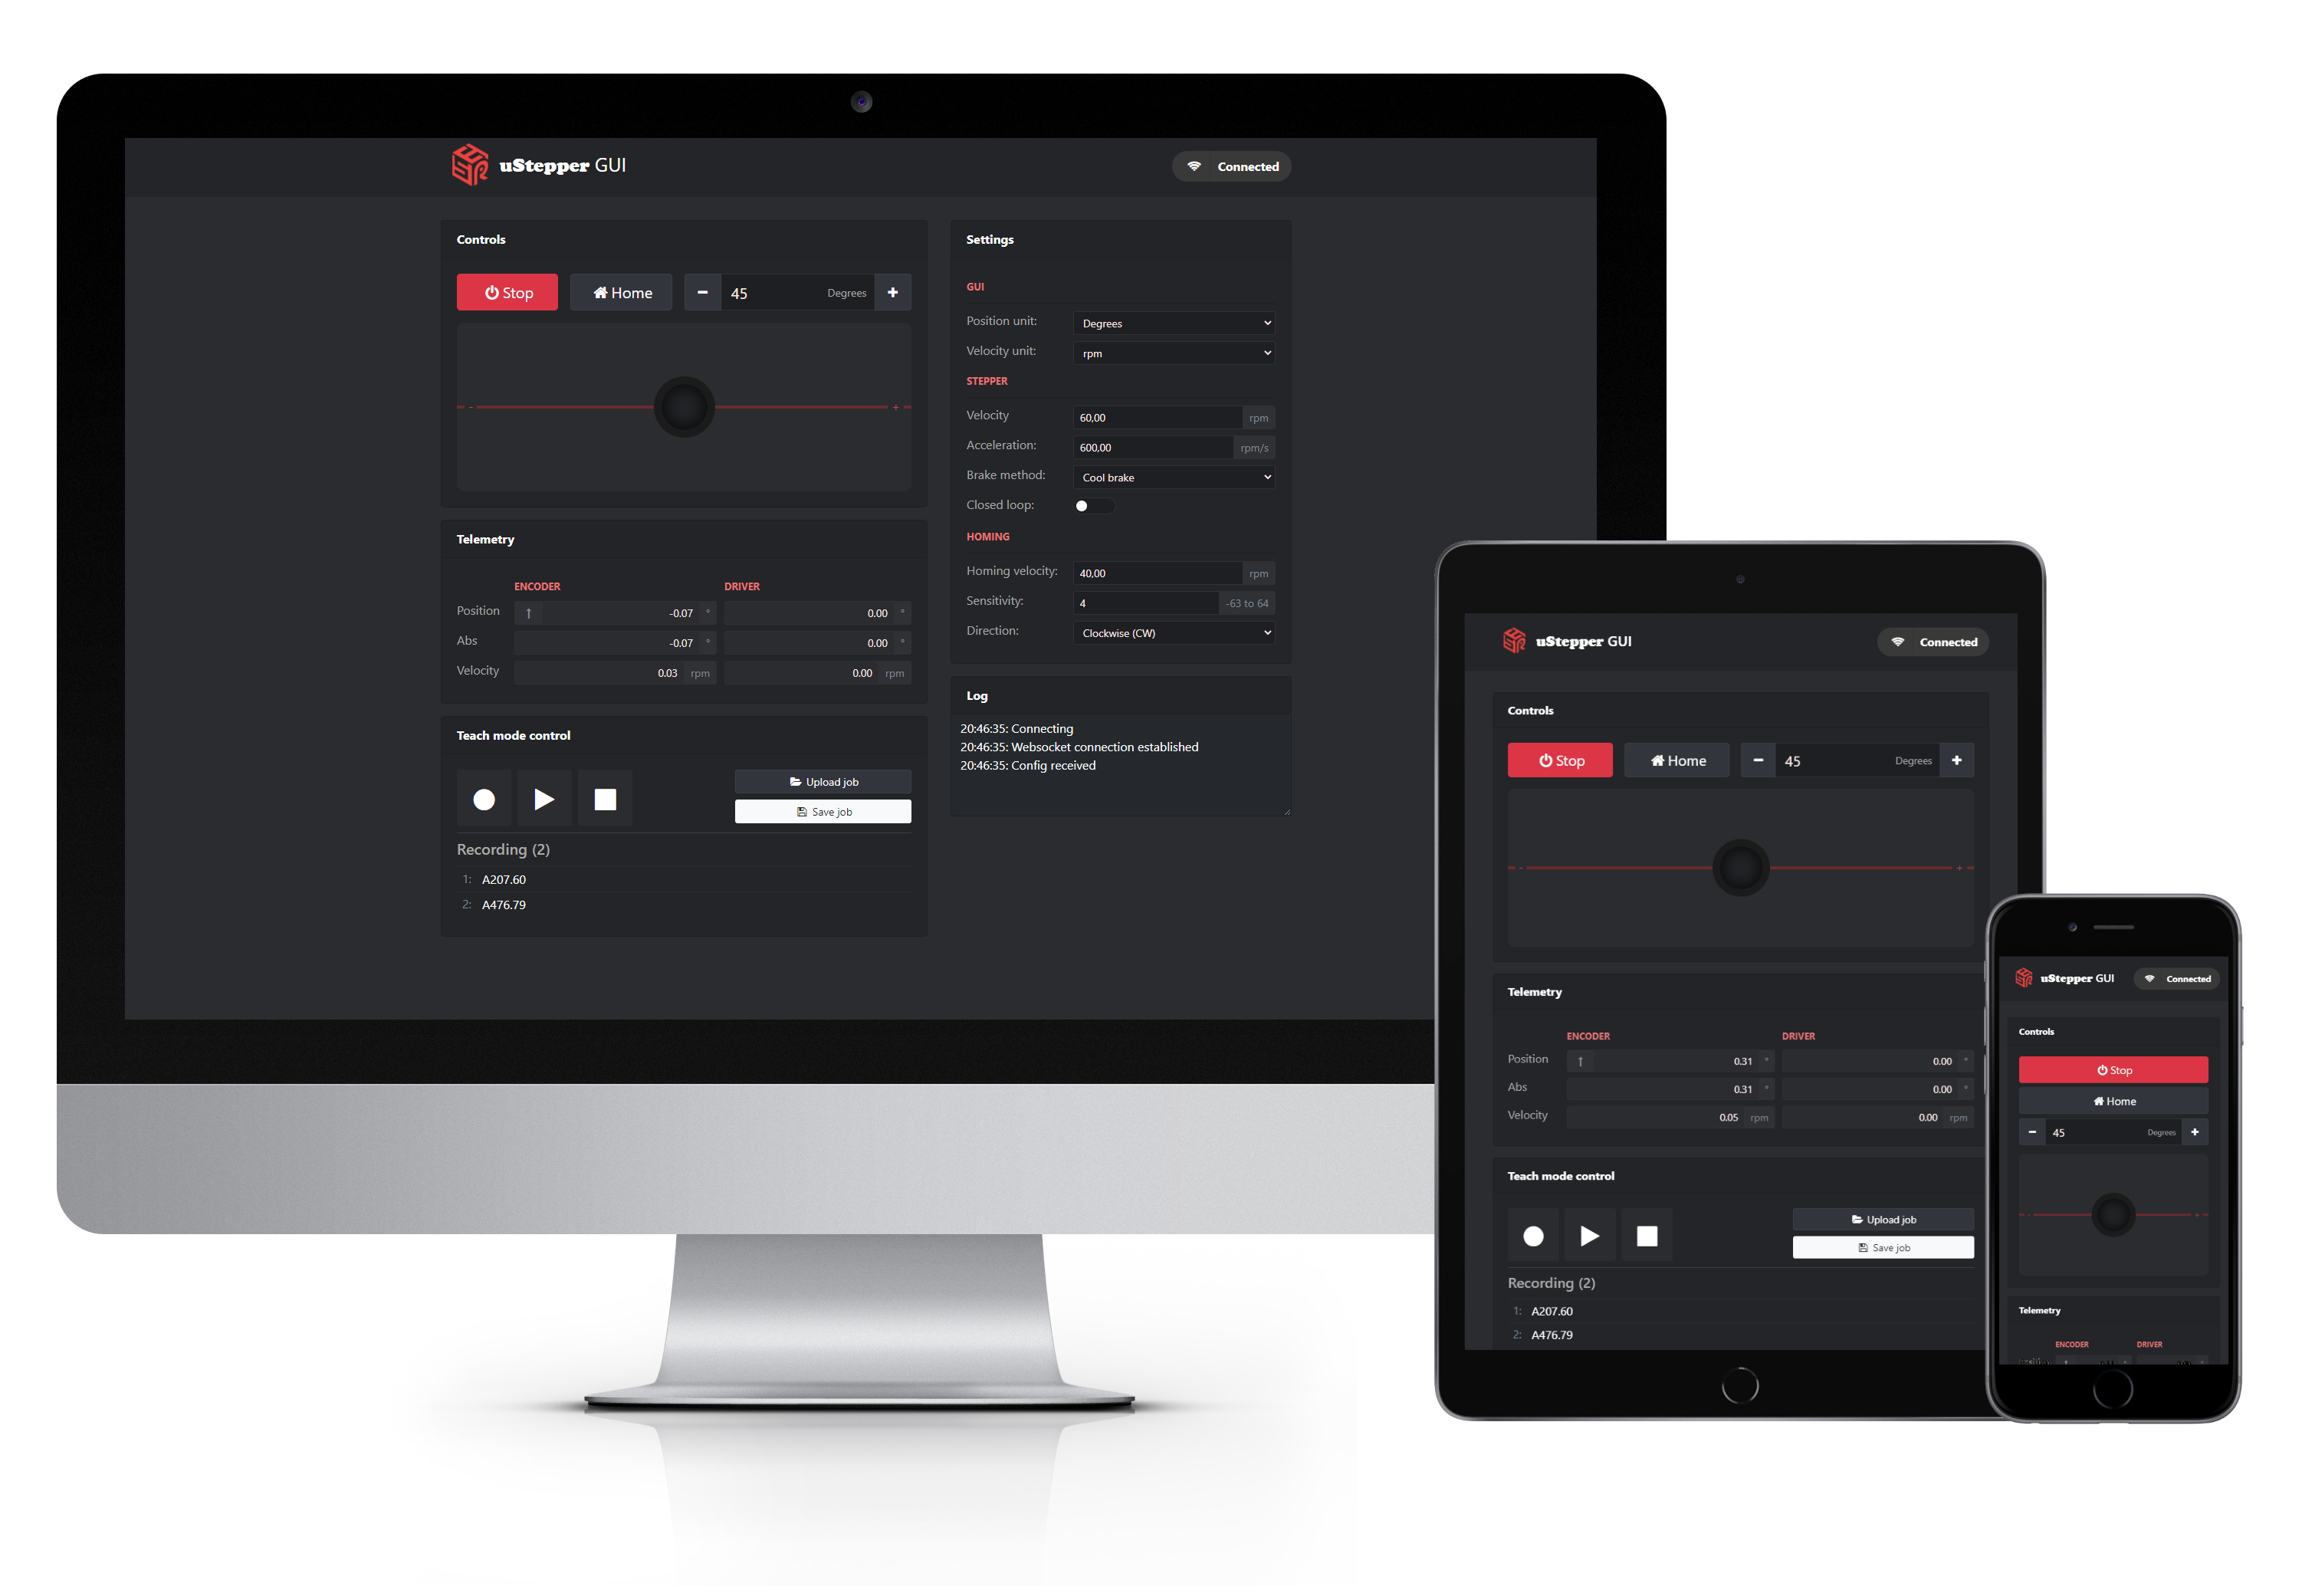 uStepper GUI
Connected
Controls
Stop
Home
- 45 Degrees +
- +
Telemetry
ENCODER DRIVER
Position ↑ -0.07 ° 0.00 °
Abs -0.07 ° 0.00 °
Velocity 0.03 rpm 0.00 rpm
Teach mode control
Upload job
Save job
Recording (2)
1: A207.60
2: A476.79
Settings
GUI
Position unit: Degrees
Velocity unit: rpm
STEPPER
Velocity 60,00 rpm
Acceleration: 600,00 rpm/s
Brake method: Cool brake
Closed loop:
HOMING
Homing velocity: 40,00 rpm
Sensitivity: 4 -63 to 64
Direction: Clockwise (CW)
Log
20:46:35: Connecting
20:46:35: Websocket connection established
20:46:35: Config received
uStepper GUI
Connected
Controls
Stop
Home
- 45 Degrees +
- +
Telemetry
ENCODER DRIVER
Position ↑ 0.31 ° 0.00 °
Abs 0.31 ° 0.00 °
Velocity 0.05 rpm 0.00 rpm
Teach mode control
Upload job
Save job
Recording (2)
1: A207.60
2: A476.79
uStepper GUI
Connected
Controls
Stop
Home
- 45 Degrees +
- +
Telemetry
ENCODER DRIVER